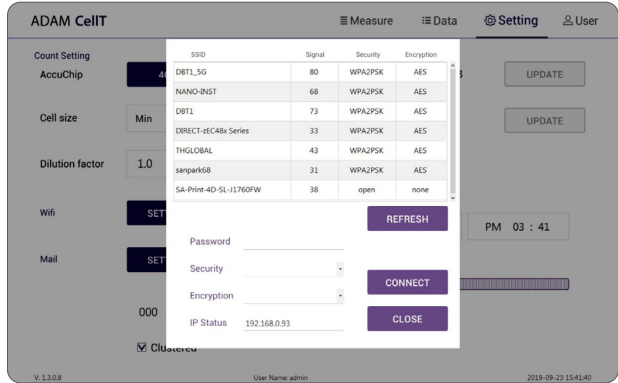 ADAM CellT
Measure
Data
Setting
User
Count Setting
AccuChip
UPDATE
Cell size
Min
UPDATE
Dilution factor
1.0
Wifi
PM 03 : 41
Mail
000
Clustered
SSID Signal Security Encryption
DBT1_5G 80 WPA2PSK AES
NANO-INST 68 WPA2PSK AES
DBT1 73 WPA2PSK AES
DIRECT-zEC48x Series 33 WPA2PSK AES
THGLOBAL 43 WPA2PSK AES
sanpark68 31 WPA2PSK AES
SA-Print-4D-SL-J1760FW 38 open none
REFRESH
Password
Security
CONNECT
Encryption
IP Status 192.168.0.93
CLOSE
V. 1.3.0.8
User Name: admin
2019-09-23 15:41:40